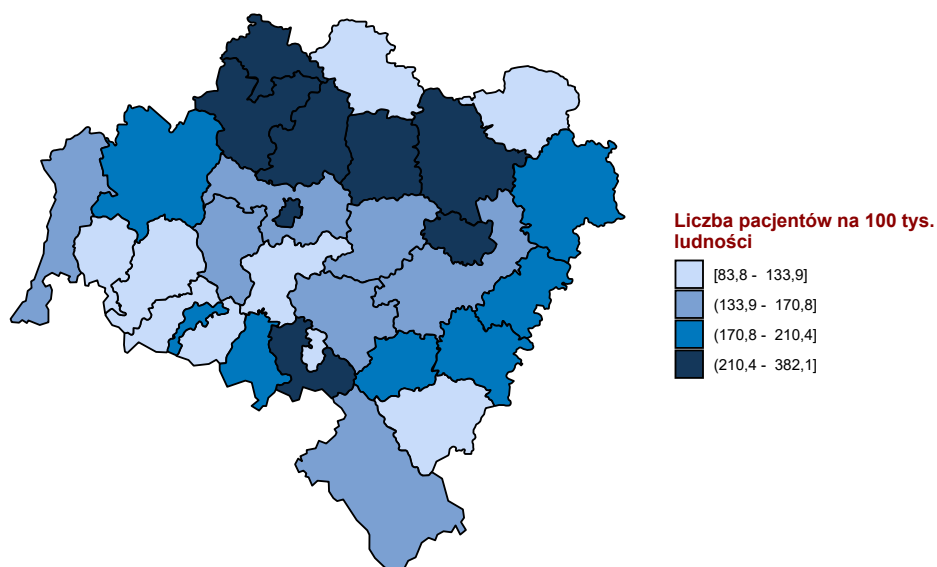 Liczba pacjentów na 100 tys.
ludności
[83,8 - 133,9]
(133,9 - 170,8]
(170,8 - 210,4]
(210,4 - 382,1]